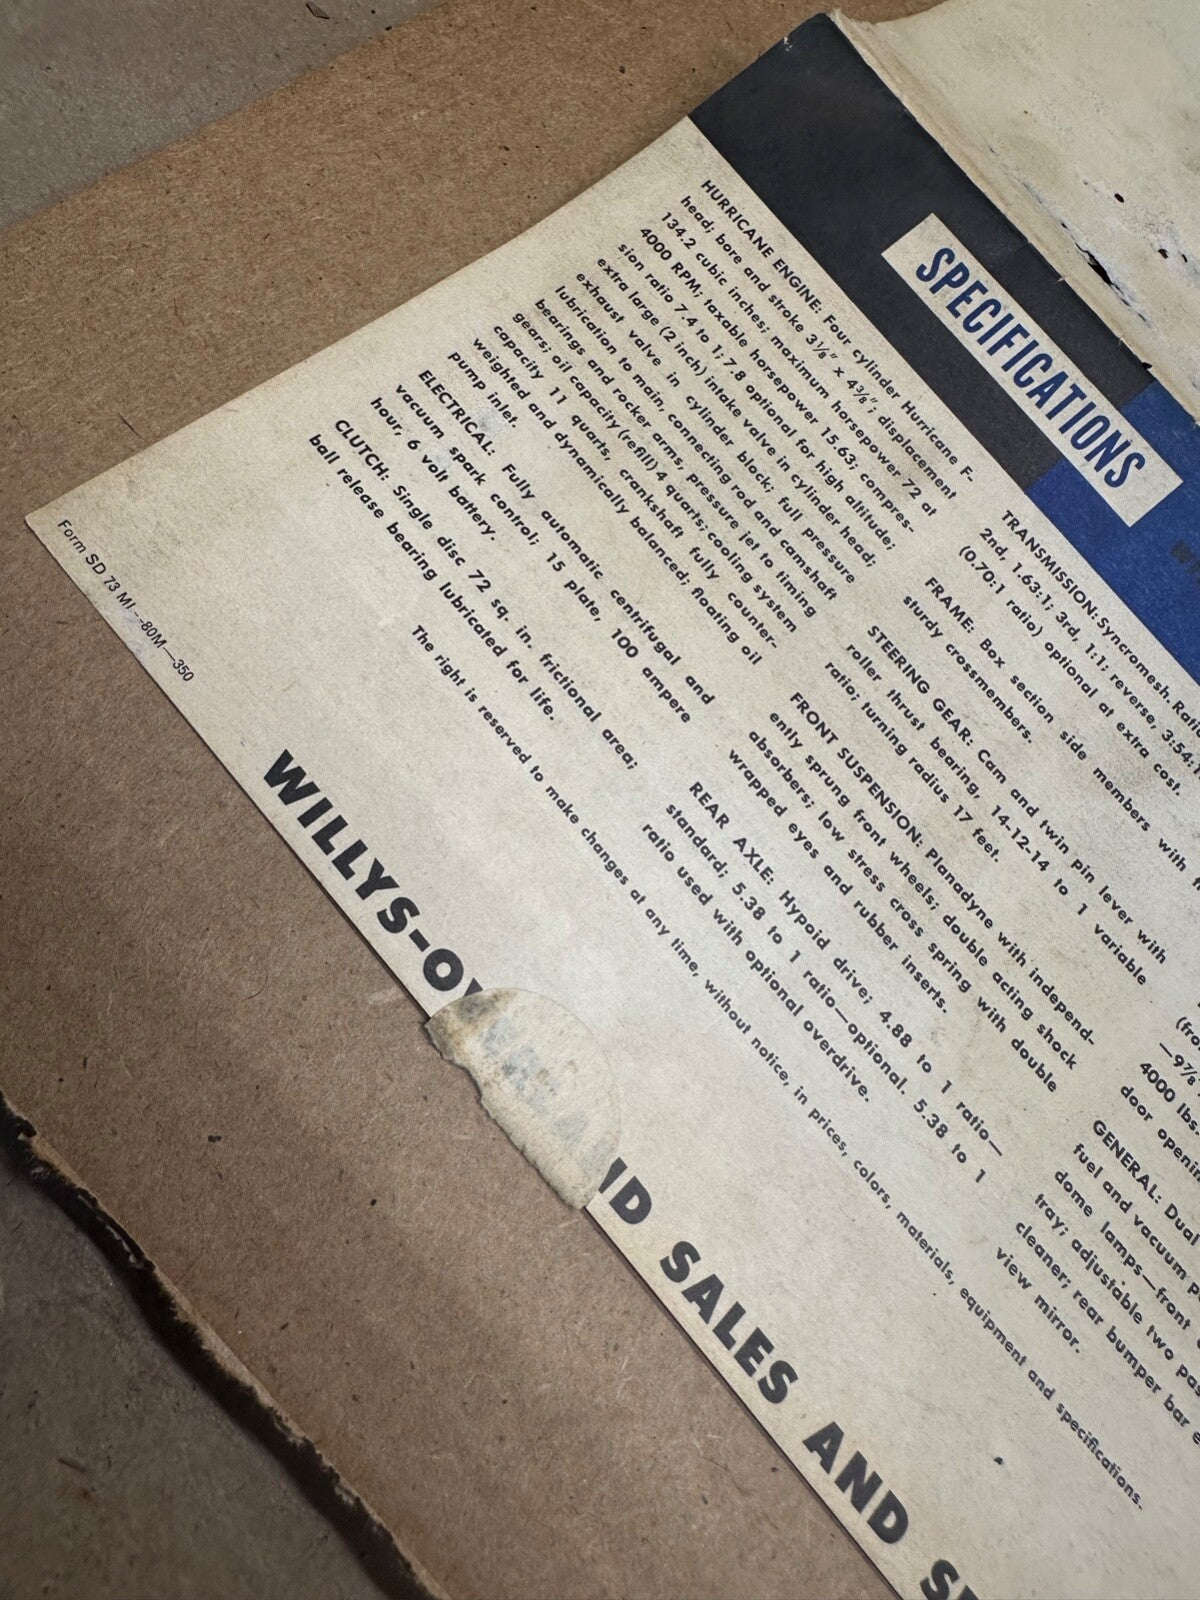 SPECIFICATIONS
HURRICANE ENGINE: Four cylinder Hurricane F-
head; bore and stroke 3⅛" x 4⅜"; displacement
134.2 cubic inches; maximum horsepower 72 at
4000 RPM; taxable horsepower 15.63; compres-
sion ratio 7.4 to 1; 7.8 optional for high altitude;
extra large (2 inch) intake valve in cylinder head;
exhaust valve in cylinder block; full pressure
lubrication to main, connecting rod and camshaft
bearings and rocker arms, pressure jet to timing
gears; oil capacity (refill) 4 quarts; cooling system
capacity 11 quarts, crankshaft fully counter-
weighted and dynamically balanced; floating oil
pump inlet.
ELECTRICAL: Fully automatic centrifugal and
vacuum spark control; 15 plate, 100 ampere
hour, 6 volt battery.
CLUTCH: Single disc 72 sq. in. frictional area;
ball release bearing lubricated for life.
TRANSMISSION: Syncromesh.
2nd, 1.63:1; 3rd, 1:1; reverse, 3:54:1
(0.70:1 ratio) optional at extra cost.
FRAME: Box section side members with
sturdy crossmembers.
STEERING GEAR: Cam and twin pin lever with
roller thrust bearing, 14-12-14 to 1 variable
ratio; turning radius 17 feet.
FRONT SUSPENSION: Planadyne with independ-
ently sprung front wheels; double acting shock
absorbers; low stress cross spring with double
wrapped eyes and rubber inserts.
REAR AXLE: Hypoid drive; 4.88 to 1 ratio—
standard; 5.38 to 1 ratio—optional. 5.38 to 1
ratio used with optional overdrive.
—9⅞
4000 lbs.
door
GENERAL: Dual
fuel and vacuum
dome lamps—front
tray; adjustable two
cleaner; rear bumper bar
view mirror.
The right is reserved to make changes at any time, without notice, in prices, colors, materials, equipment and specifications.
WILLYS-OV ND SALES AND
Form SD 73 MI--80M—350